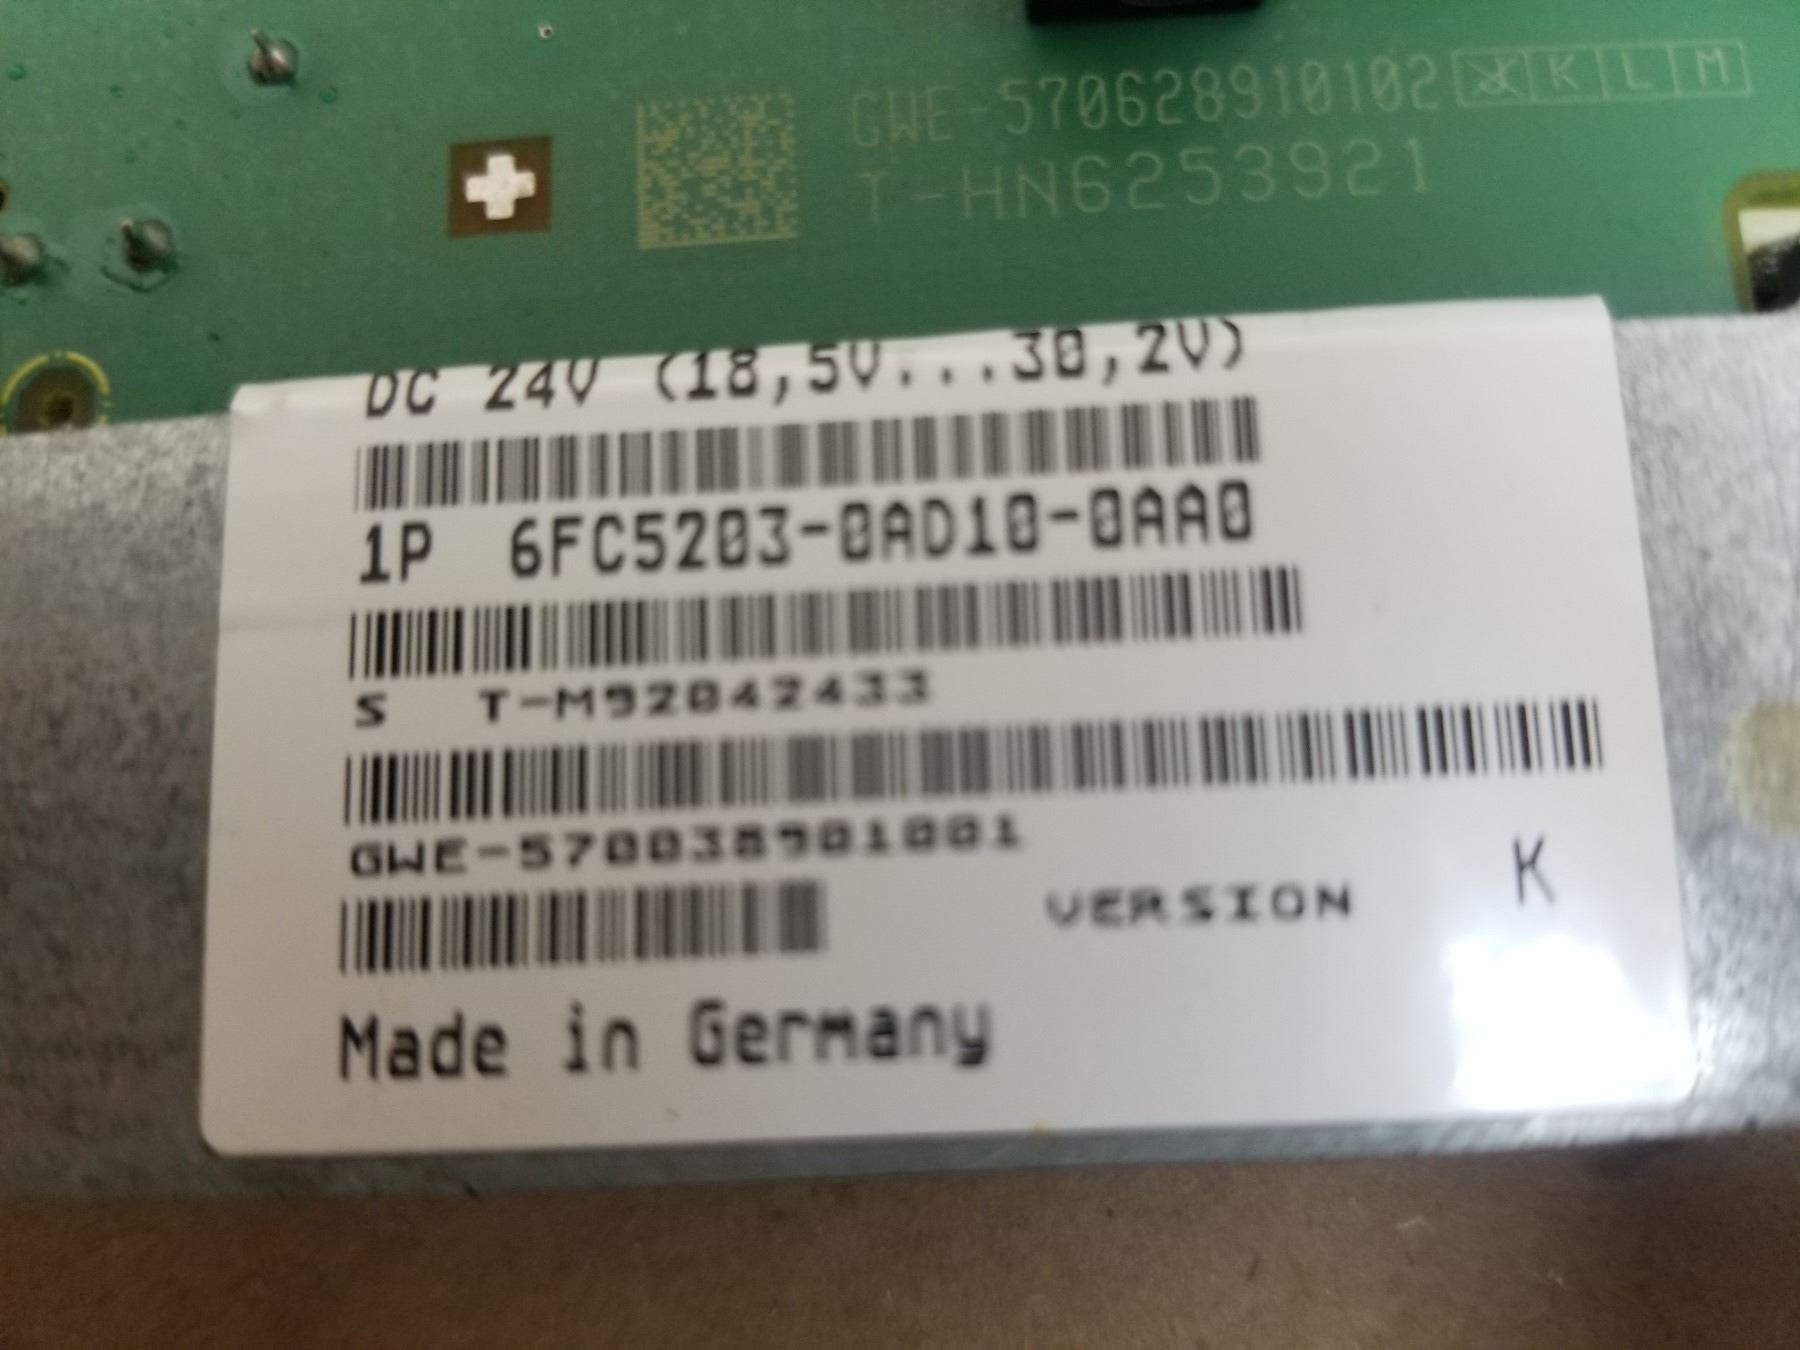 GWE-570628910102 J K L M
T-HN6253921
DC 24V (18,5V...30,2V)
1P 6FC5203-0AD10-0AA0
S T-M92042433
GWE-570038901001
VERSION K
Made in Germany